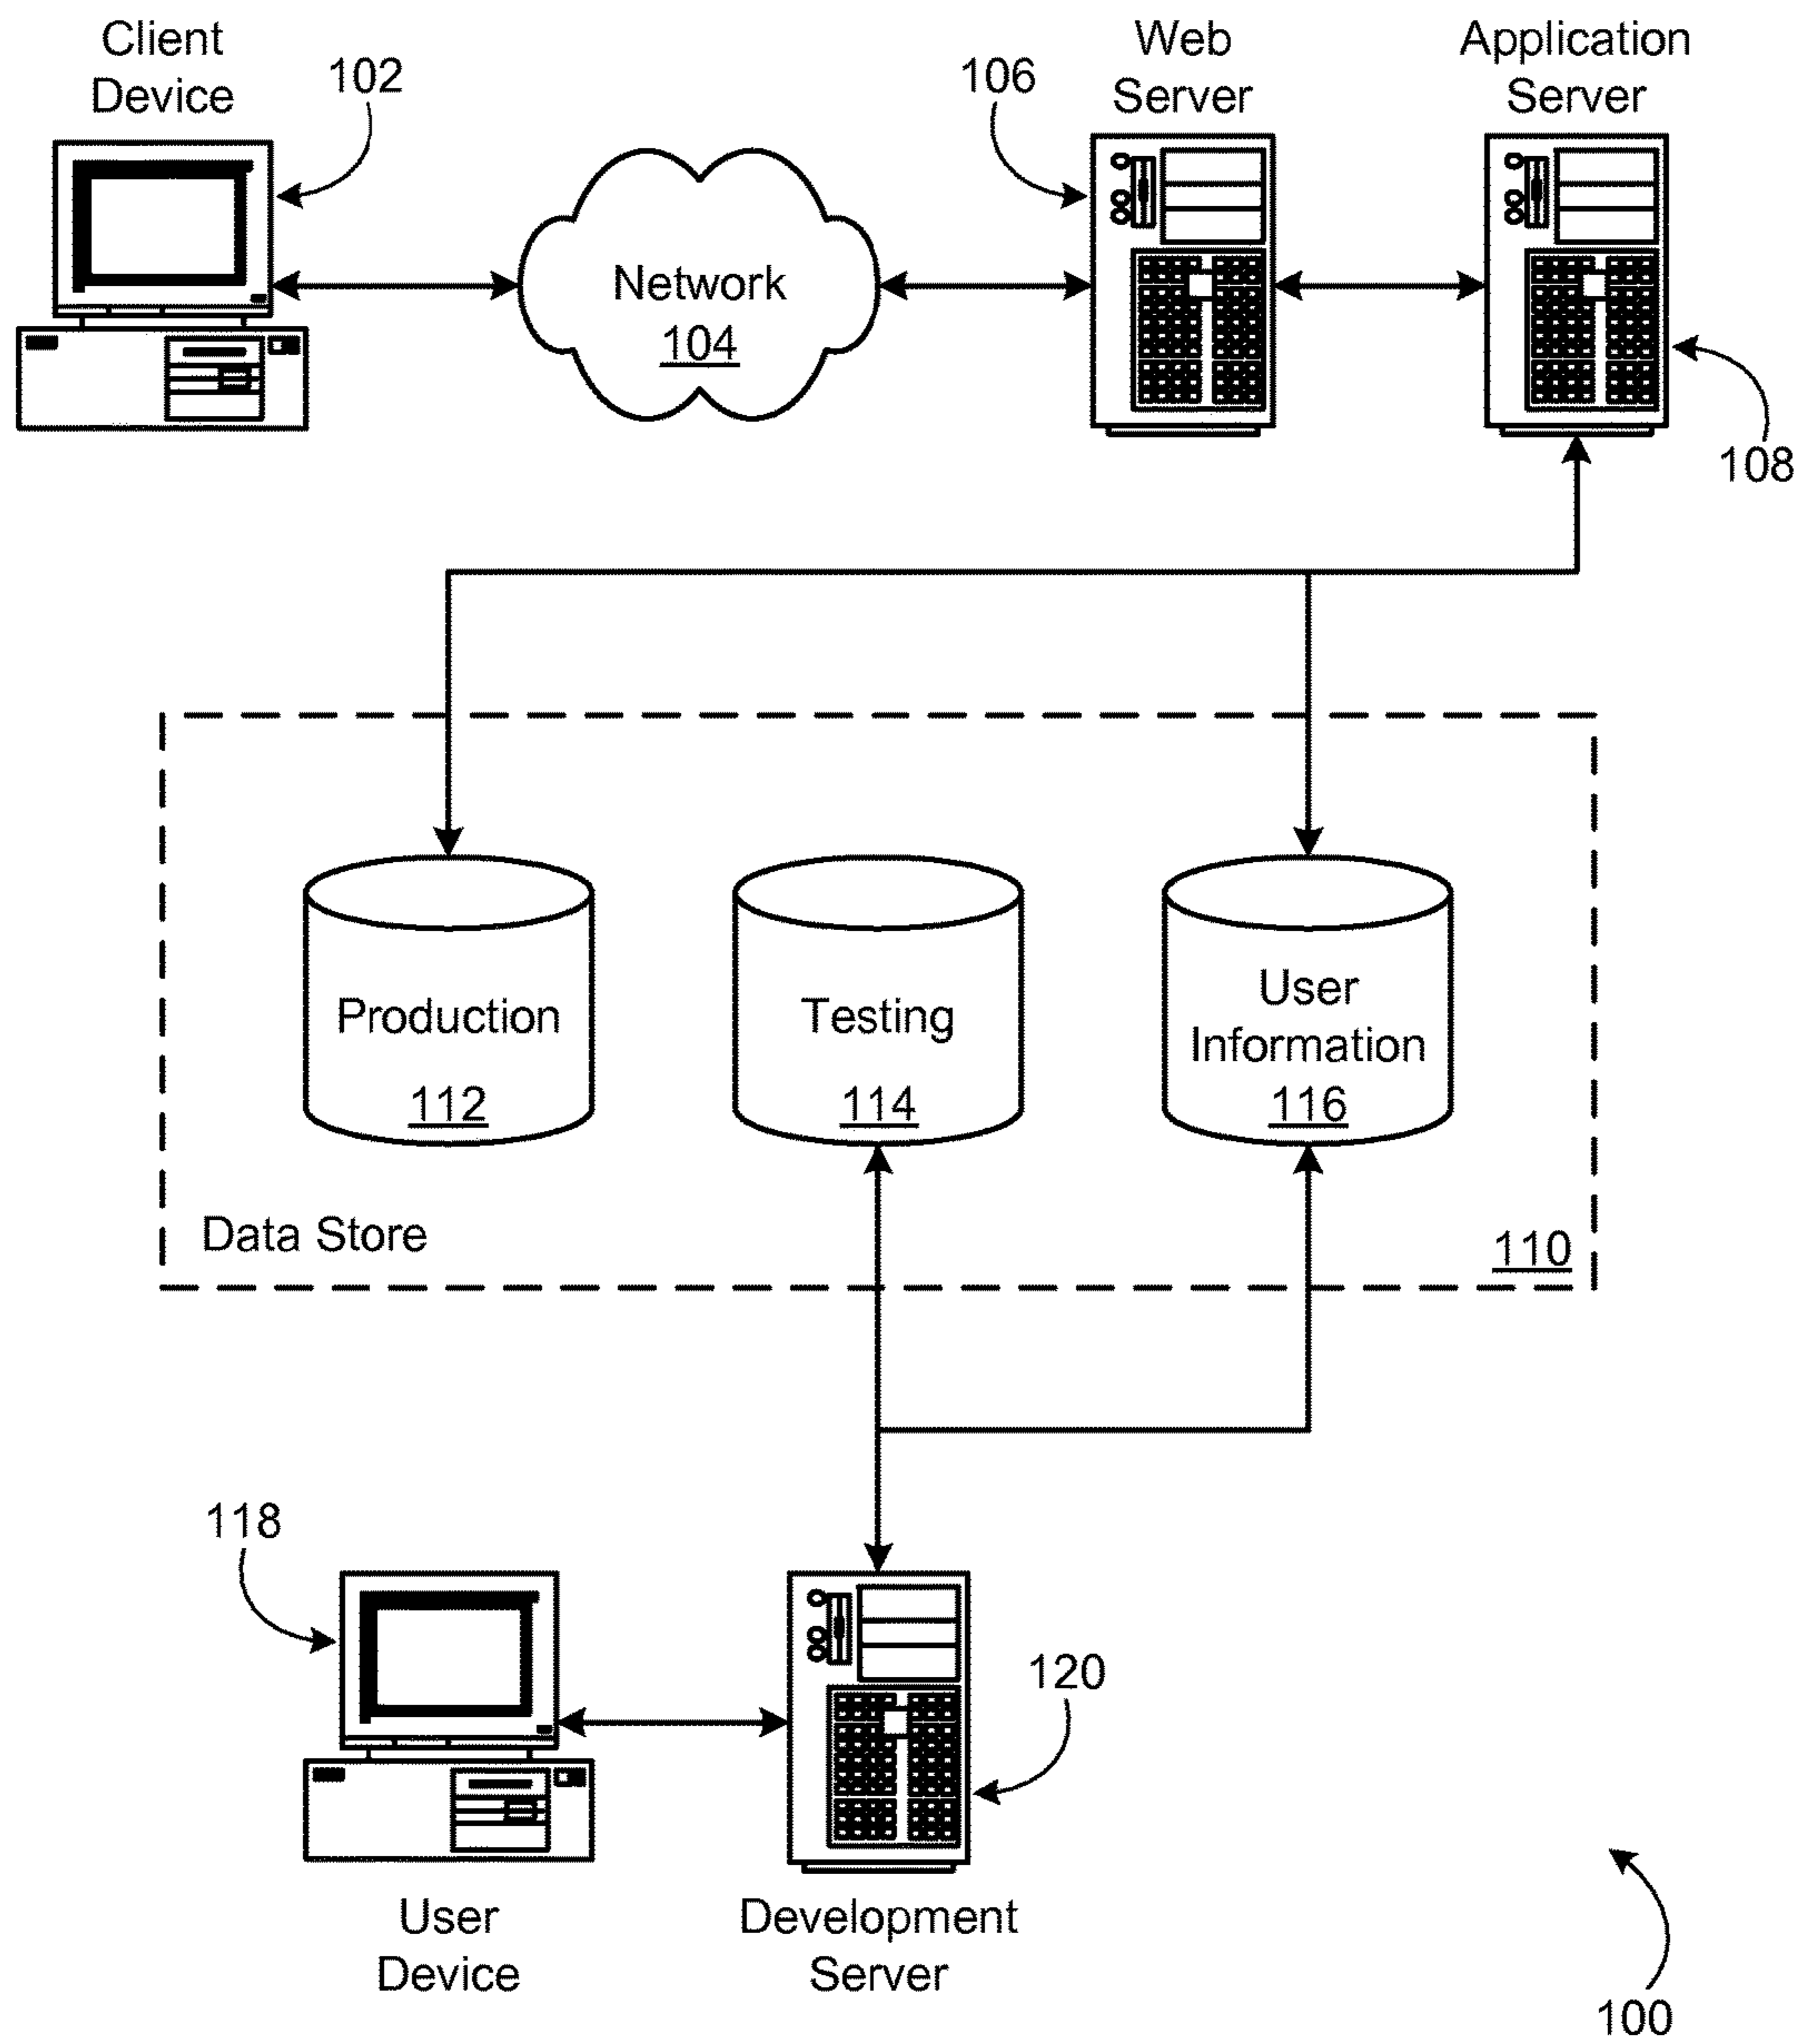 Client
Device
102
106
Web
Server
Application
Server
Network
104
108
Production
112
Testing
114
User
Information
116
Data Store
110
118
120
User
Device
Development
Server
100